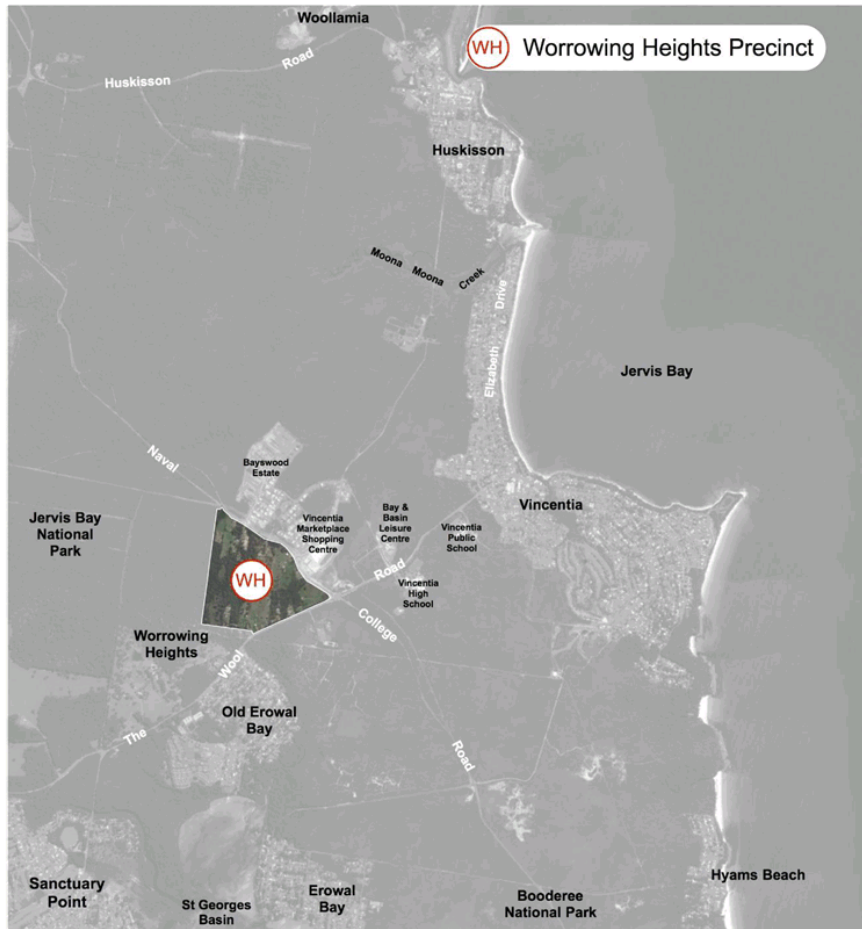 Woollamia
WH Worrowing Heights Precinct
Huskisson Road
Huskisson
Moona Moona Creek
Elizabeth Drive
Jervis Bay
Naval
Bayswood
Estate
Vincentia
Marketplace
Shopping
Centre
Bay &
Basin
Leisure
Centre
Vincentia
Public
School
Vincentia
Jervis Bay
National
Park
WH
Vincentia
High
School
Worrowing
Heights
The Wool Road
College Road
Old Erowal
Bay
Sanctuary
Point
St Georges
Basin
Erowal
Bay
Booderee
National Park
Hyams Beach